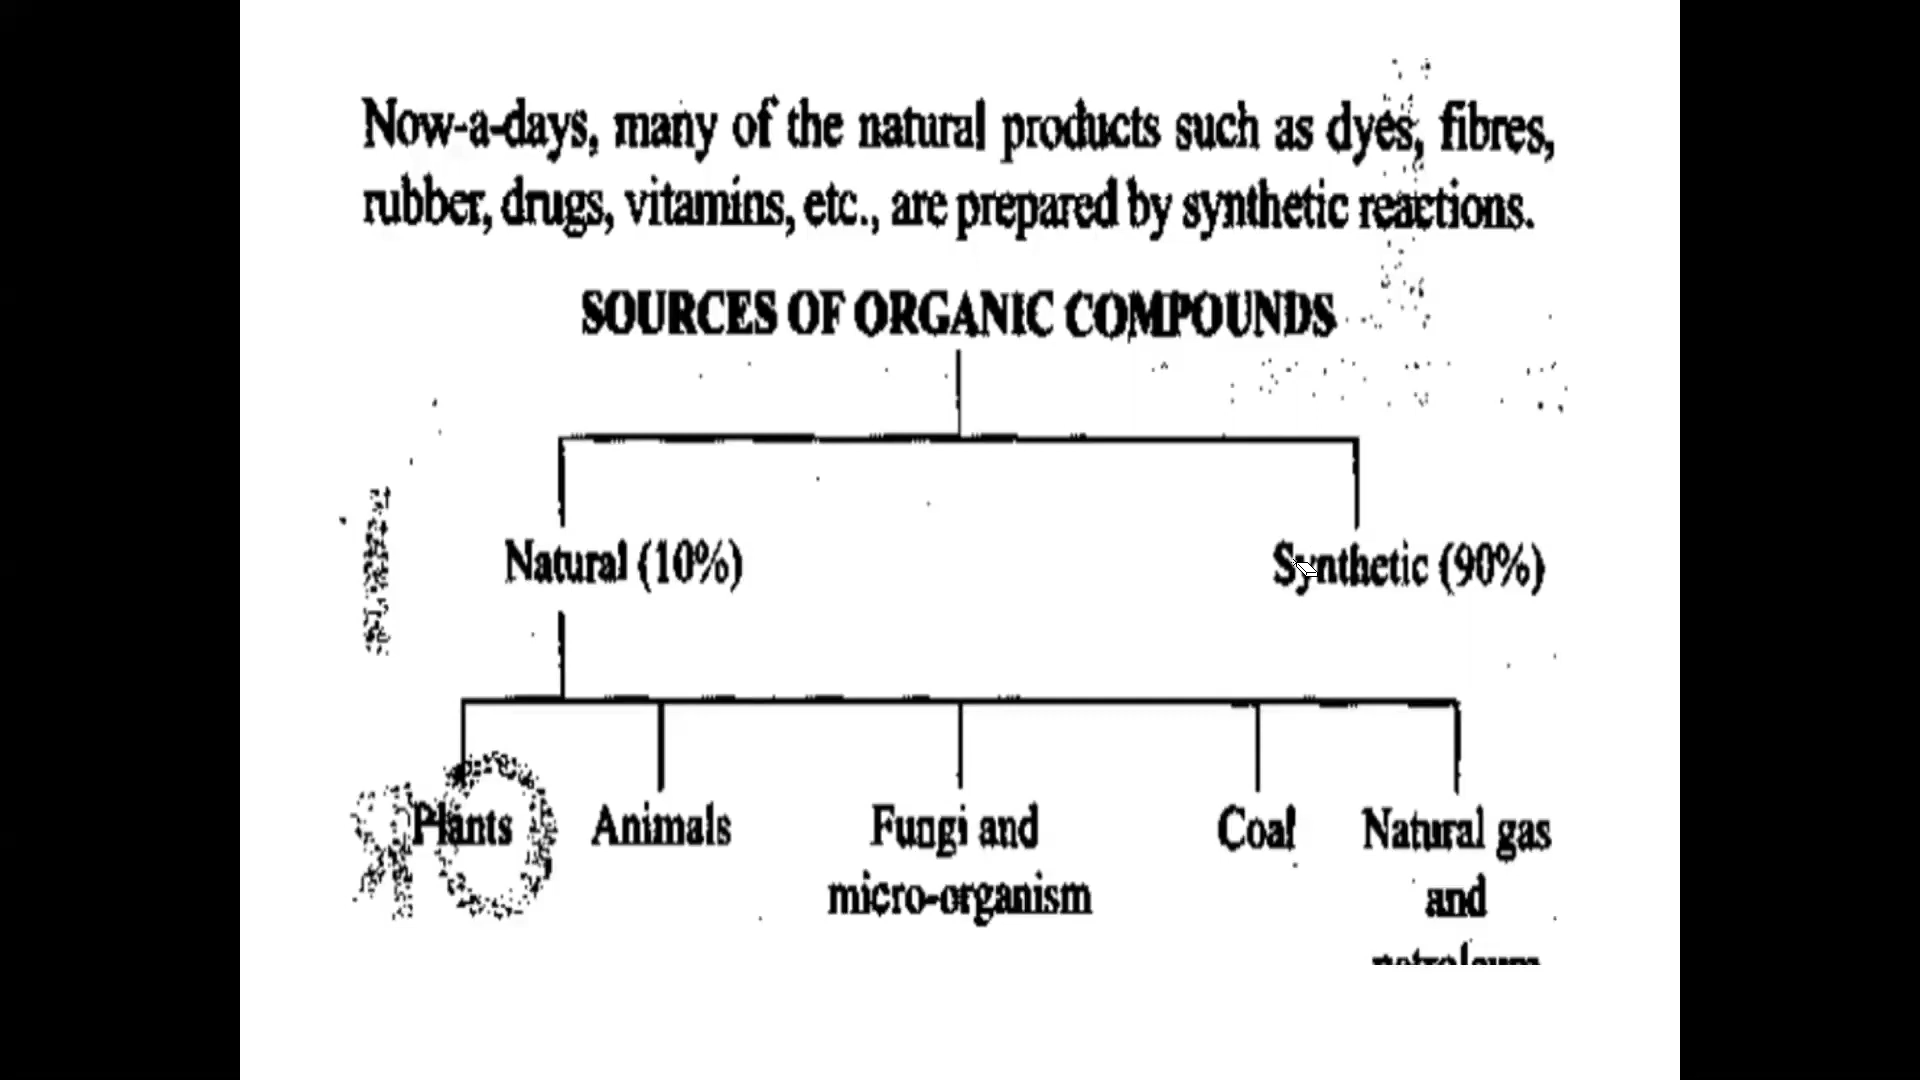 Now-a-days, many of the natural products such as dyes, fibres,
rubber, drugs, vitamins, etc., are prepared by synthetic reactions.
SOURCES OF ORGANIC COMPOUNDS
Natural (10%)
Synthetic (90%)
Plants
Animals
Fungi and
micro-organism
Coal
Natural gas
and
petroleum